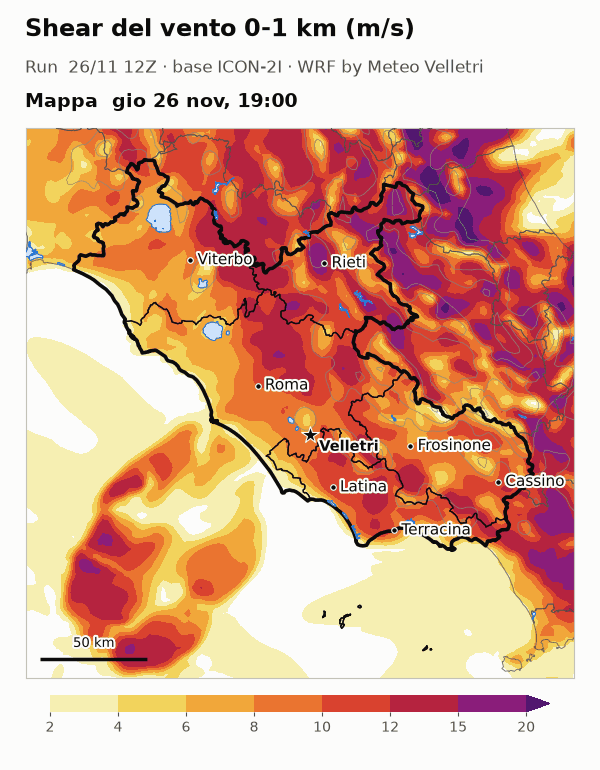 Shear del vento 0-1 km (m/s)
Run  26/11 12Z · base ICON-2I · WRF by Meteo Velletri
Mappa  gio 26 nov, 19:00
Viterbo
Rieti
Roma
Velletri
Frosinone
Cassino
Latina
Terracina
50 km
2 4 6 8 10 12 15 20